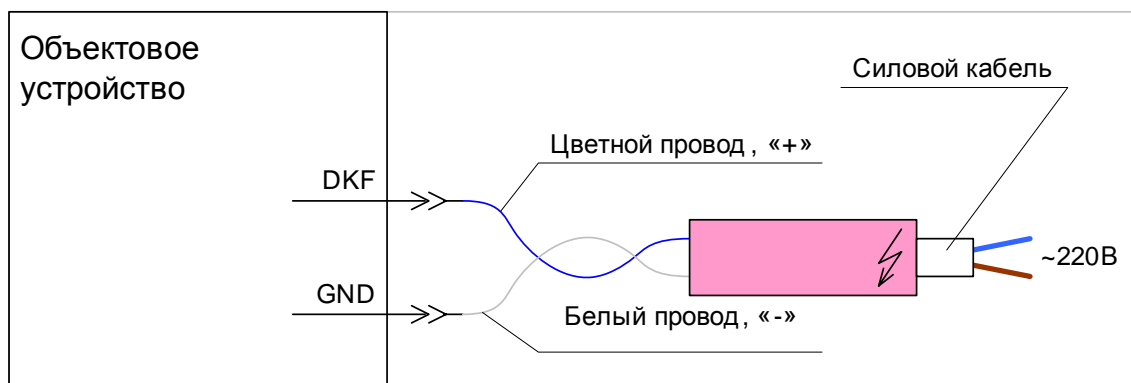 Объектовое
устройство
Силовой кабель
Цветной провод , «+»
DKF
~220В
GND
Белый провод , «-»